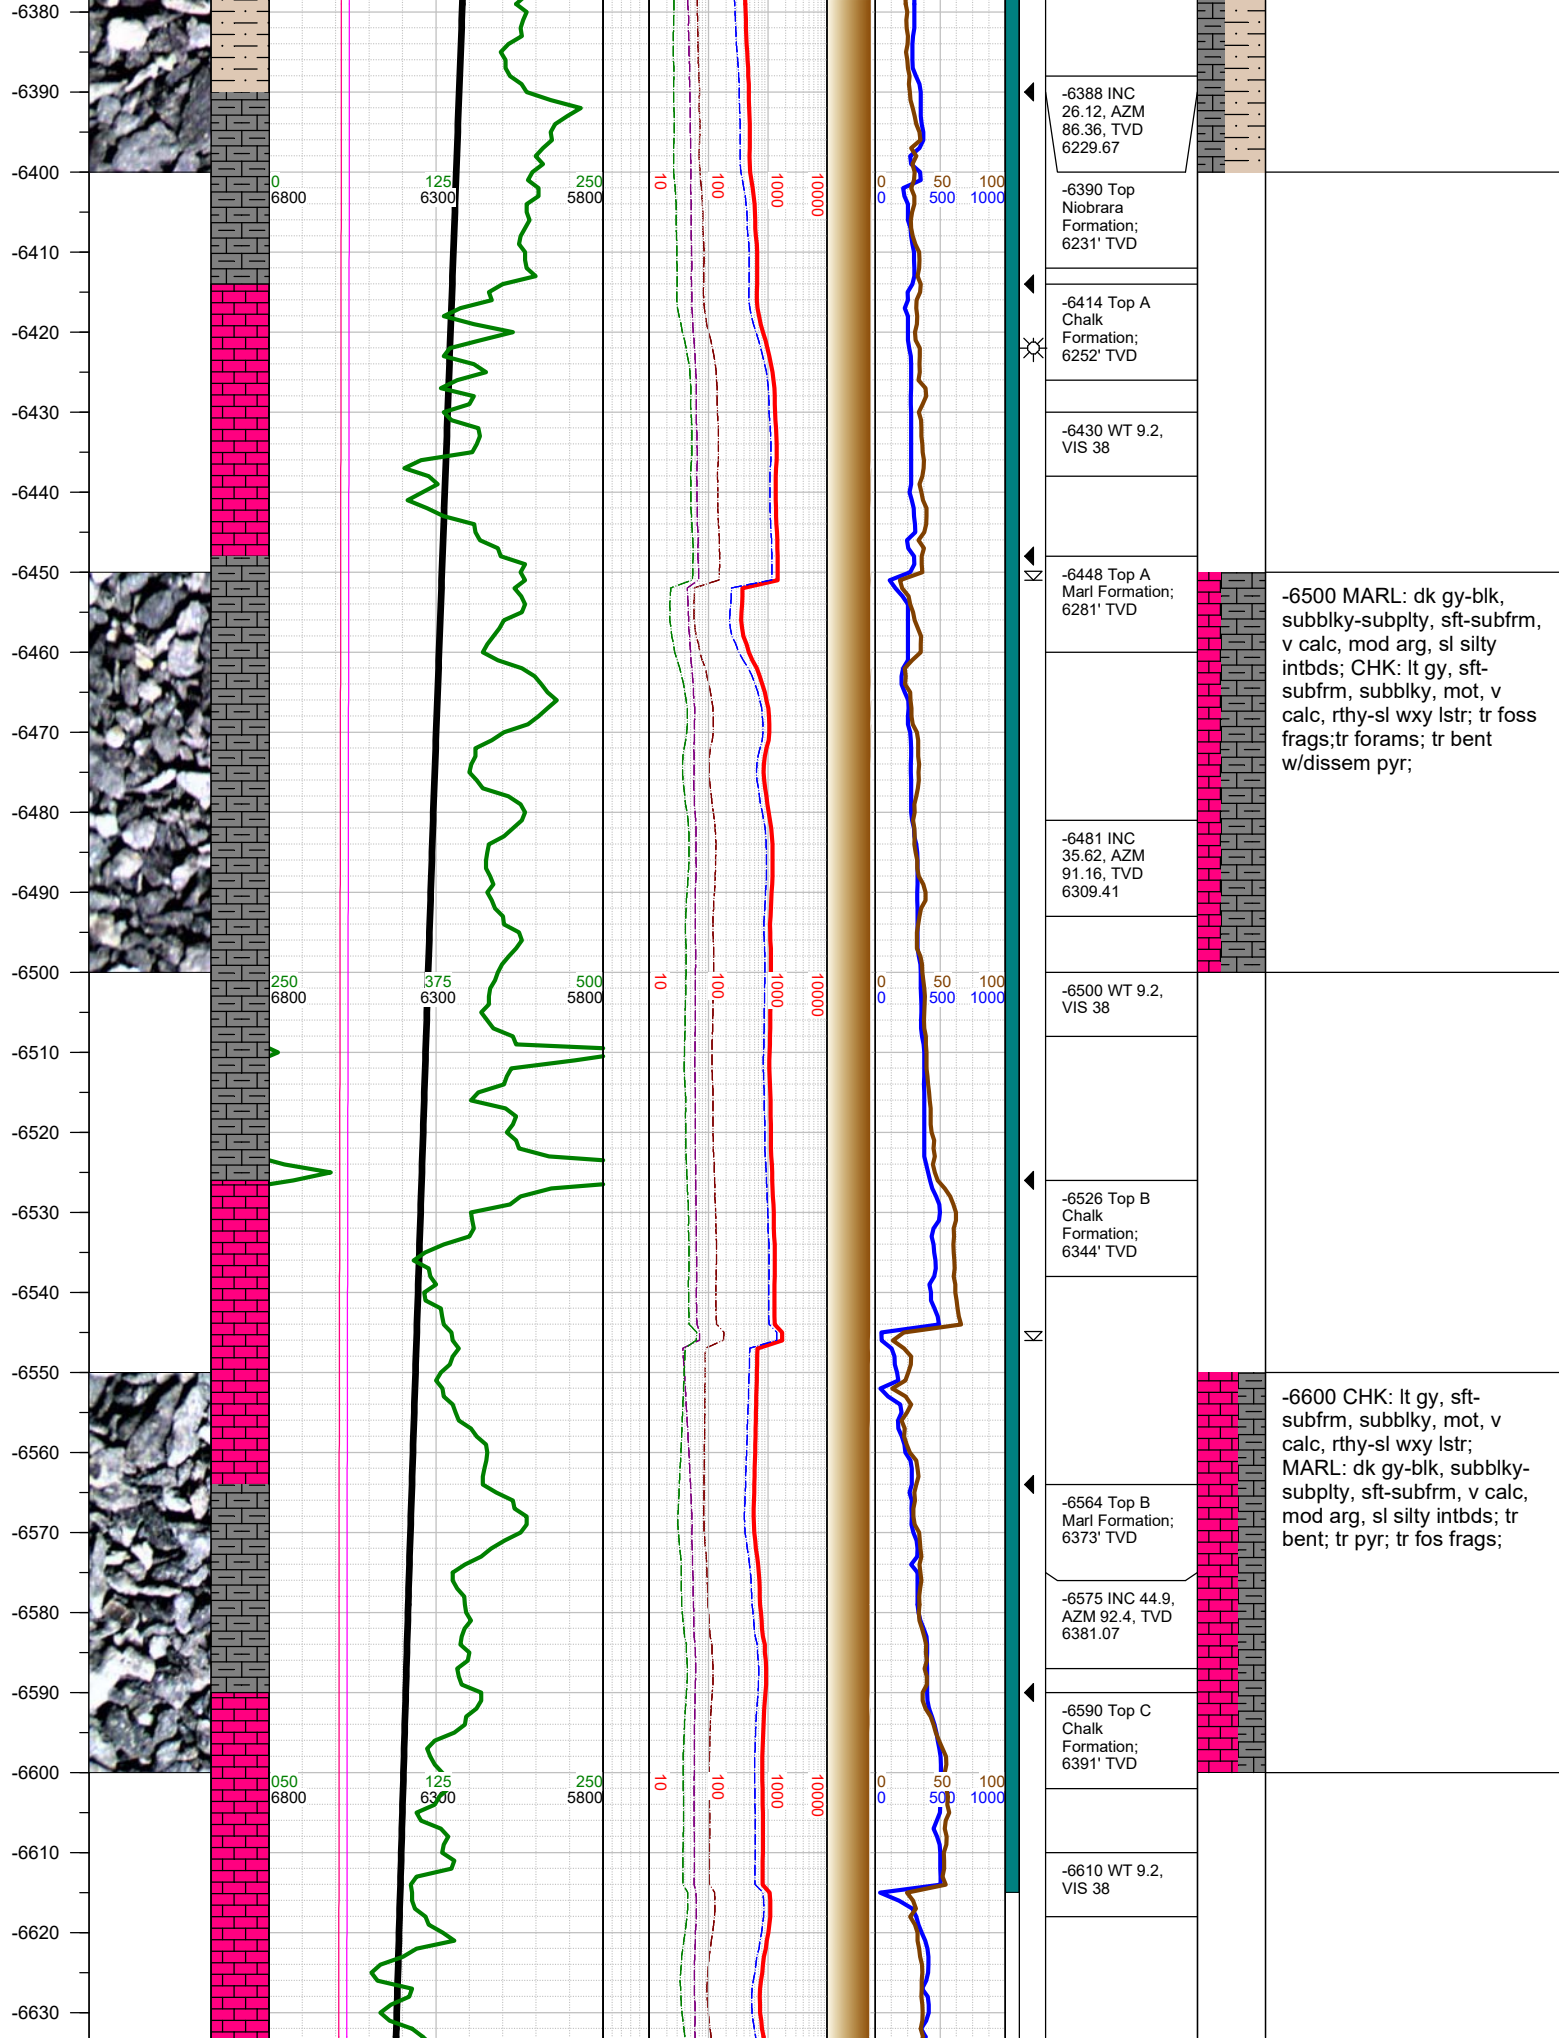 -6380
-6390
-6400
-6410
-6420
-6430
-6440
-6450
-6460
-6470
-6480
-6490
-6500
-6510
-6520
-6530
-6540
-6550
-6560
-6570
-6580
-6590
-6600
-6610
-6620
-6630
0 125 250
6800 6300 5800
10 100 1000 10000
0 50 100
0 500 1000
250 375 500
6800 6300 5800
10 100 1000 10000
0 50 100
0 500 1000
050 125 250
6800 6300 5800
10 100 1000 10000
0 50 100
0 500 1000
-6388 INC
26.12, AZM
86.36, TVD
6229.67
-6390 Top
Niobrara
Formation;
6231' TVD
-6414 Top A
Chalk
Formation;
6252' TVD
-6430 WT 9.2,
VIS 38
-6448 Top A
Marl Formation;
6281' TVD
-6481 INC
35.62, AZM
91.16, TVD
6309.41
-6500 WT 9.2,
VIS 38
-6526 Top B
Chalk
Formation;
6344' TVD
-6564 Top B
Marl Formation;
6373' TVD
-6575 INC 44.9,
AZM 92.4, TVD
6381.07
-6590 Top C
Chalk
Formation;
6391' TVD
-6610 WT 9.2,
VIS 38
-6500 MARL: dk gy-blk,
subblky-subplty, sft-subfrm,
v calc, mod arg, sl silty
intbds; CHK: lt gy, sft-
subfrm, subblky, mot, v
calc, rthy-sl wxy lstr; tr foss
frags;tr forams; tr bent
w/dissem pyr;
-6600 CHK: lt gy, sft-
subfrm, subblky, mot, v
calc, rthy-sl wxy lstr;
MARL: dk gy-blk, subblky-
subplty, sft-subfrm, v calc,
mod arg, sl silty intbds; tr
bent; tr pyr; tr fos frags;